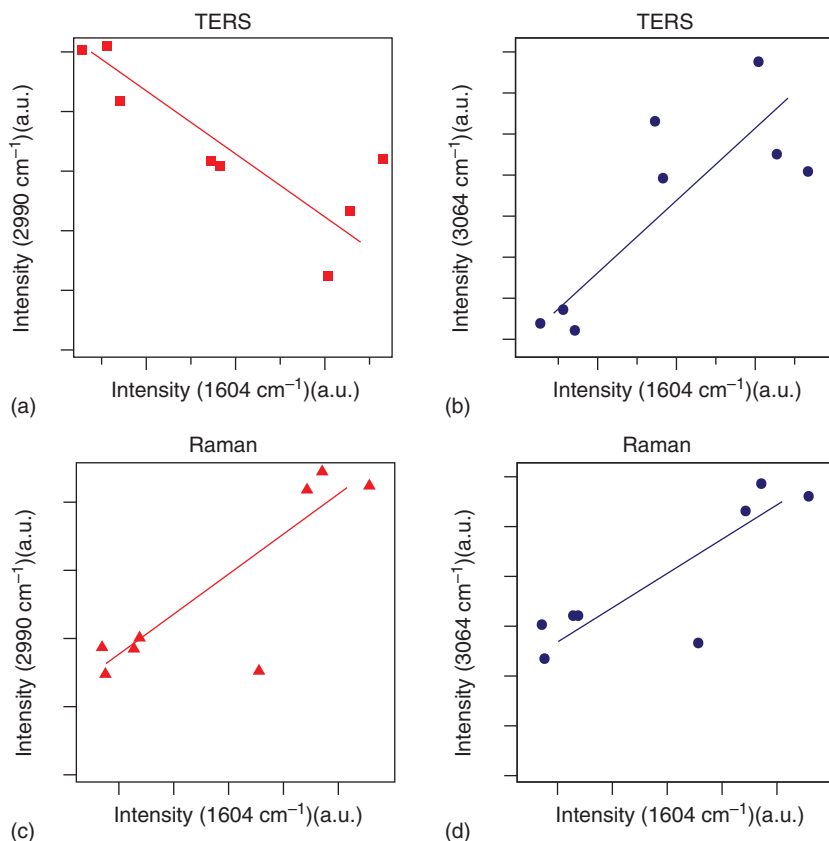 TERS
Intensity (2990 cm⁻¹)(a.u.)
Intensity (1604 cm⁻¹)(a.u.)
(a)
TERS
Intensity (3064 cm⁻¹)(a.u.)
Intensity (1604 cm⁻¹)(a.u.)
(b)
Raman
Intensity (2990 cm⁻¹)(a.u.)
Intensity (1604 cm⁻¹)(a.u.)
(c)
Raman
Intensity (3064 cm⁻¹)(a.u.)
Intensity (1604 cm⁻¹)(a.u.)
(d)